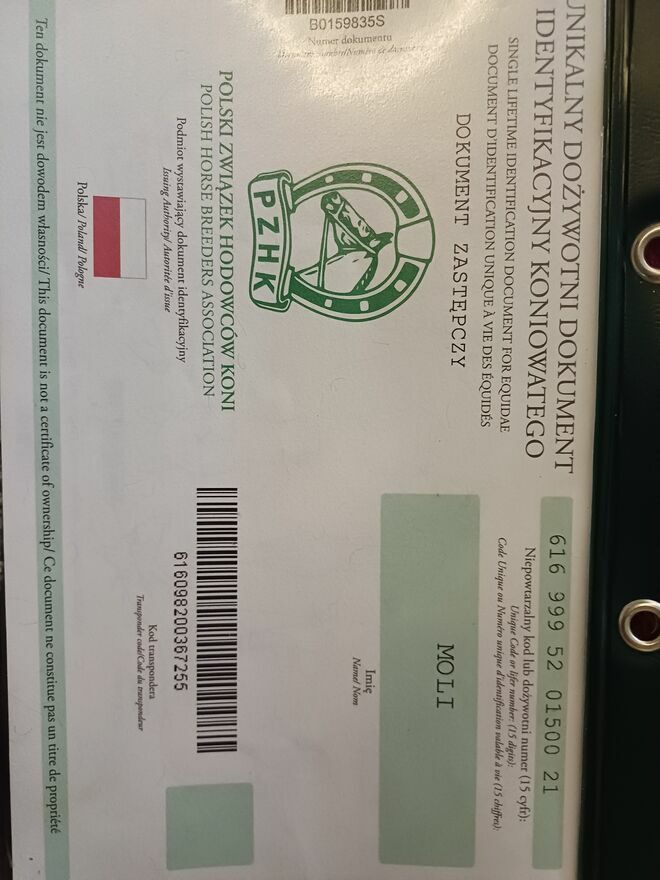 UNIKALNY DOŻYWOTNI DOKUMENT
IDENTYFIKACYJNY KONIOWATEGO
SINGLE LIFETIME IDENTIFICATION DOCUMENT FOR EQUIDAE
DOCUMENT D'IDENTIFICATION UNIQUE À VIE DES ÉQUIDÉS
DOKUMENT ZASTĘPCZY
B0159835S
Numer dokumentu
PZHK
POLSKI ZWIĄZEK HODOWCÓW KONI
POLISH HORSE BREEDERS ASSOCIATION
Podmiot wystawiający dokument identyfikacyjny
Issuing Authority/ Autoritée d'issue
Polska/ Poland/ Pologne
616 999 52 01500 21
Niepowtarzalny kod lub dożywotni numer (15 cyfr):
Unique Code or lifer number: (15 digin):
Code Unique ou Numéro unique d'identification valable à vie (15 chiffres):
MOLI
Imię
Name/ Nom
616098200367255
Kod transpondera
Transponder code/Code du transpondeur
Ten dokument nie jest dowodem własności/ This document is not a certificate of ownership/ Ce document ne constitue pas un titre de propriété